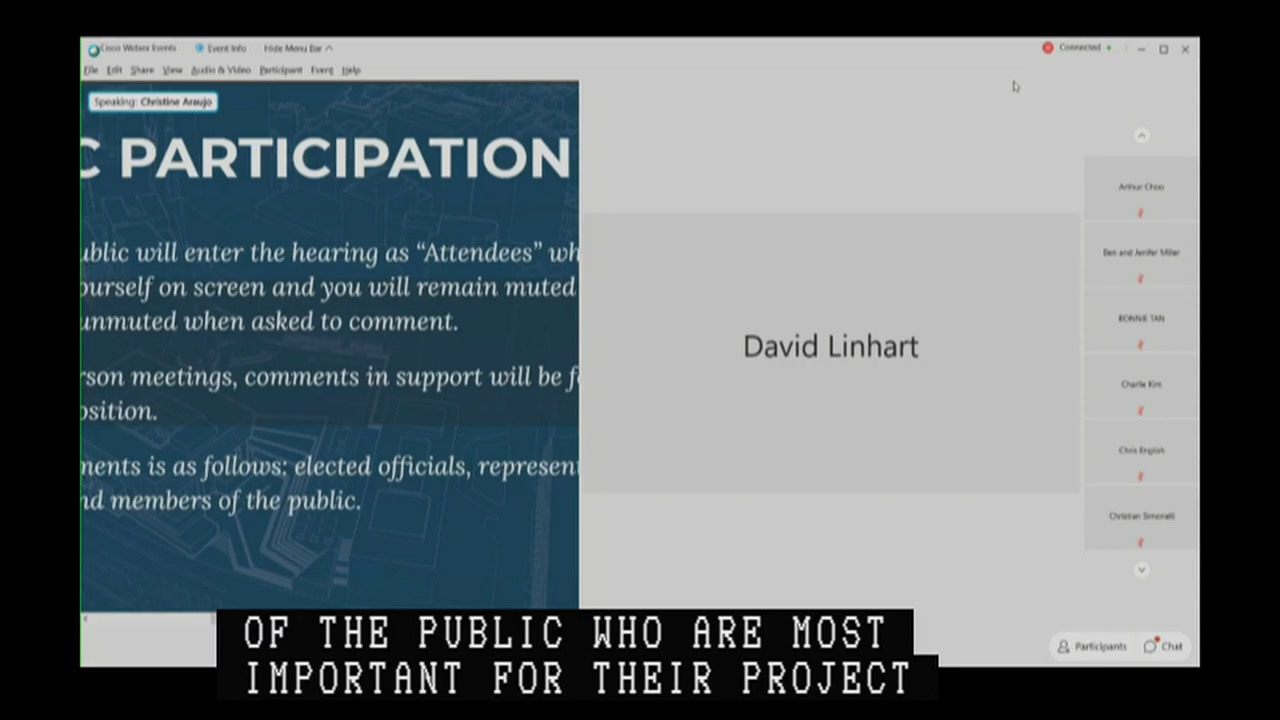 Cisco Webex Events Event Info Hide Menu Bar Connected
File Edit Share View Audio & Video Participant Event Help
Speaking: Christine Araujo
C PARTICIPATION
ublic will enter the hearing as “Attendees” wh
ourself on screen and you will remain muted
unmuted when asked to comment.
rson meetings, comments in support will be f
osition.
ments is as follows: elected officials, represent
nd members of the public.
David Linhart
Arthur Choo
Ben and Jenifer Miller
BONNIE TAN
Charlie Kim
Chris English
Christian Simonelli
Participants Chat
OF THE PUBLIC WHO ARE MOST
IMPORTANT FOR THEIR PROJECT